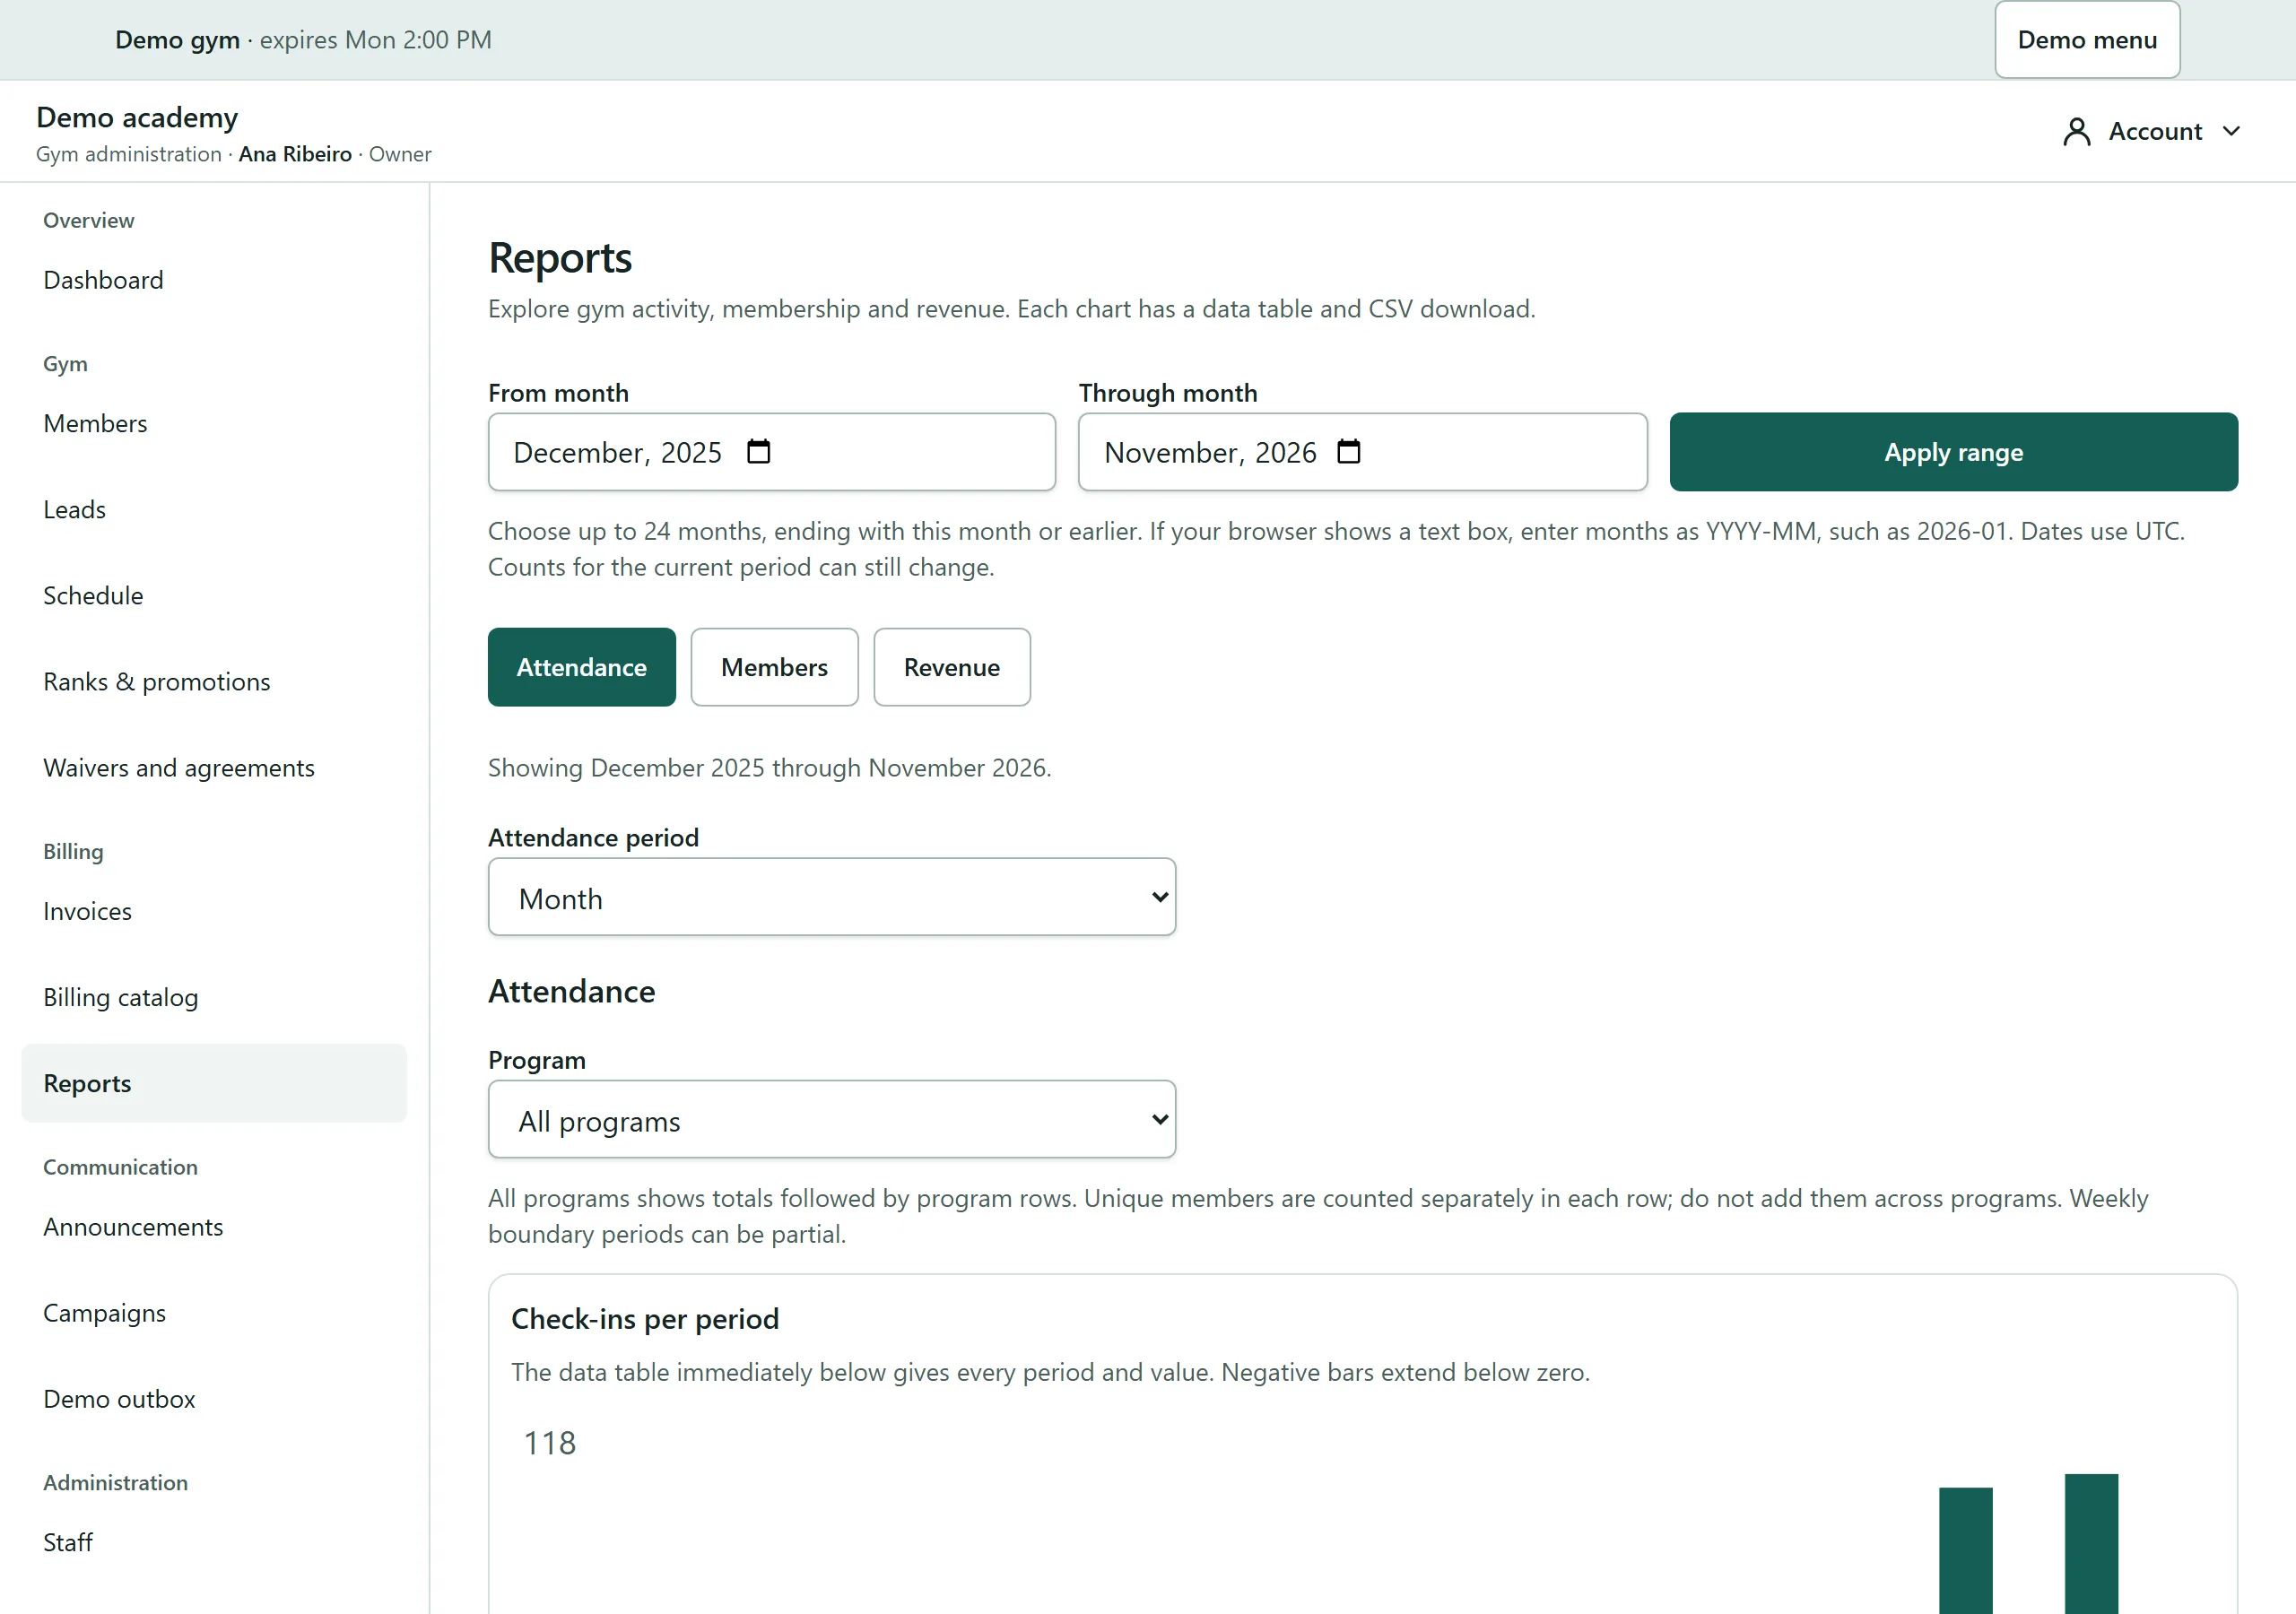 Demo gym · expires Mon 2:00 PM
Demo menu
Demo academy
Gym administration · Ana Ribeiro · Owner
Account
Overview
Dashboard
Gym
Members
Leads
Schedule
Ranks & promotions
Waivers and agreements
Billing
Invoices
Billing catalog
Reports
Communication
Announcements
Campaigns
Demo outbox
Administration
Staff
Reports
Explore gym activity, membership and revenue. Each chart has a data table and CSV download.
From month
December, 2025
Through month
November, 2026
Apply range
Choose up to 24 months, ending with this month or earlier. If your browser shows a text box, enter months as YYYY-MM, such as 2026-01. Dates use UTC.
Counts for the current period can still change.
Attendance
Members
Revenue
Showing December 2025 through November 2026.
Attendance period
Month
Attendance
Program
All programs
All programs shows totals followed by program rows. Unique members are counted separately in each row; do not add them across programs. Weekly
boundary periods can be partial.
Check-ins per period
The data table immediately below gives every period and value. Negative bars extend below zero.
118